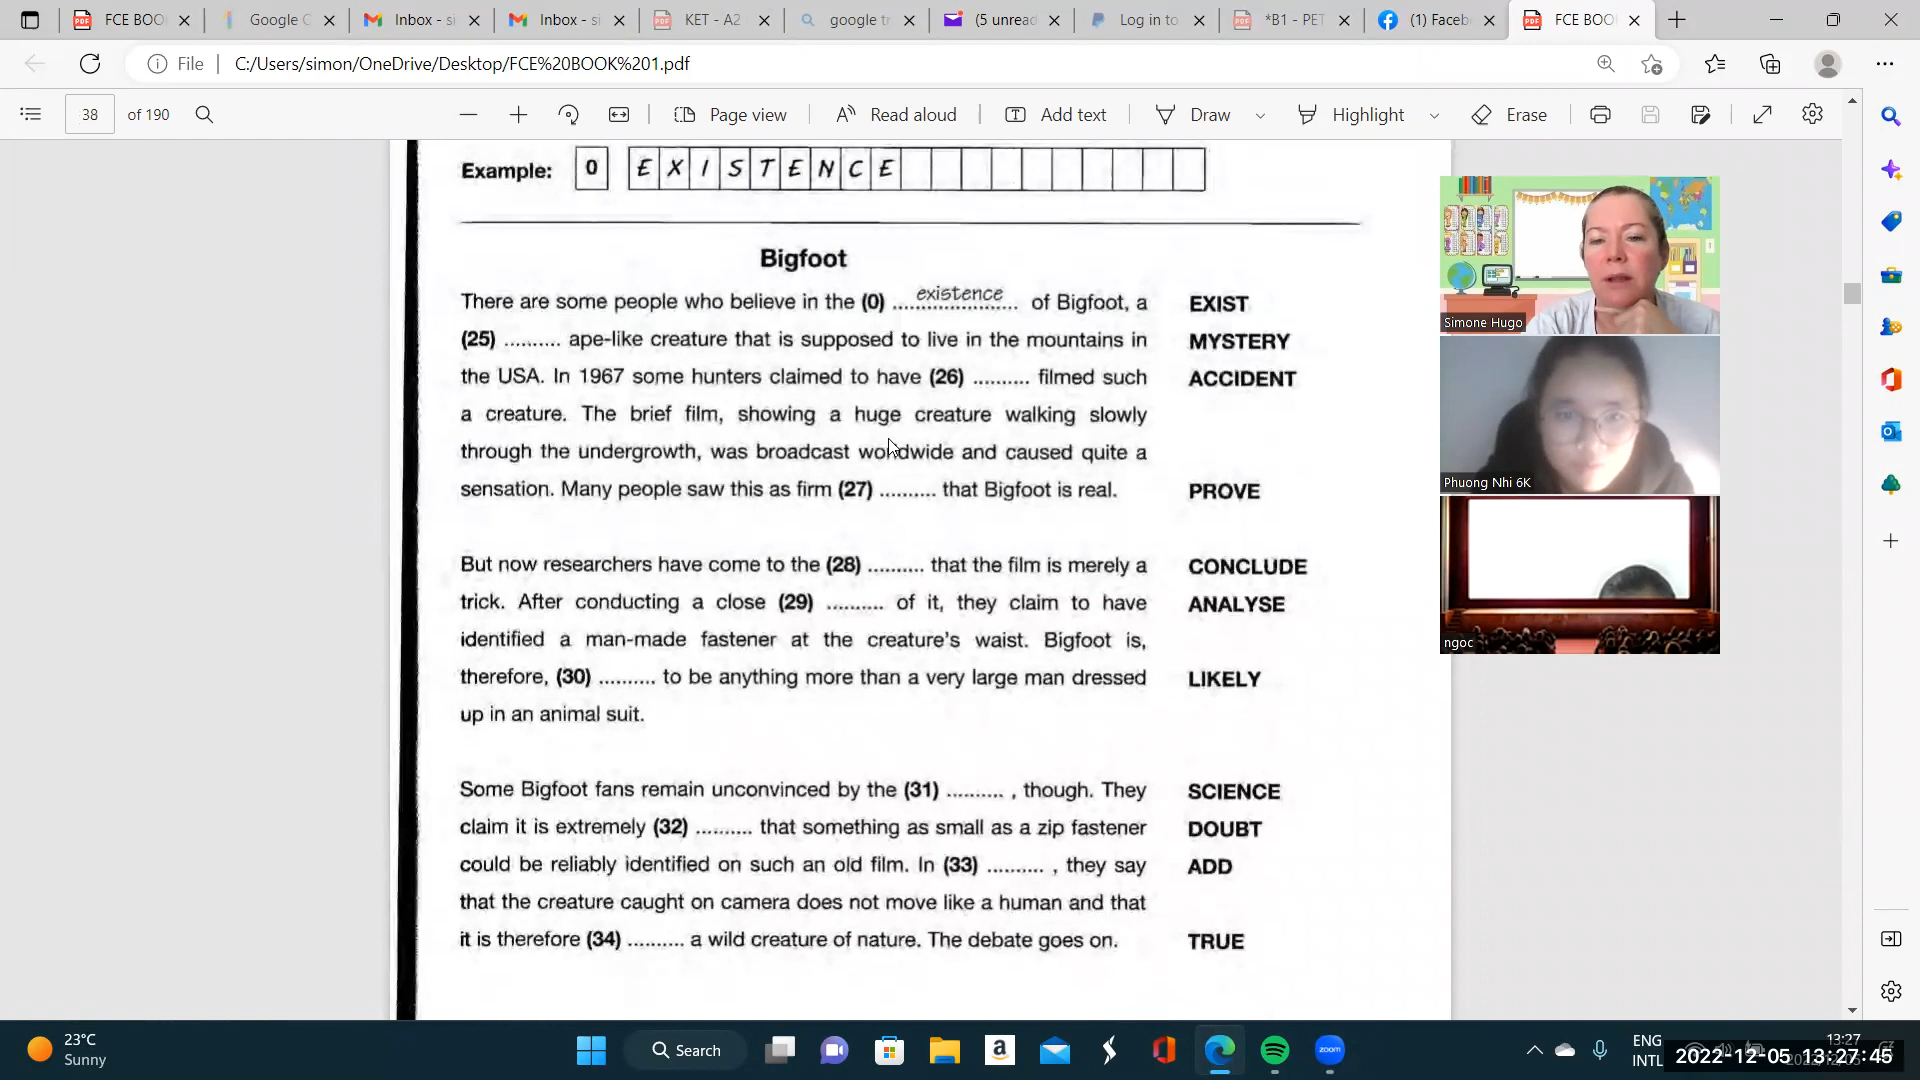 FCE BOO
Google C
Inbox - si
Inbox - si
KET - A2
google tr
(5 unread
Log in to
*B1 - PET
(1) Faceb
FCE BOO
File
C:/Users/simon/OneDrive/Desktop/FCE%20BOOK%201.pdf
38 of 190
Page view
Read aloud
Add text
Draw
Highlight
Erase
Example: 0 EXISTENCE
Bigfoot
There are some people who believe in the (0) ...existence... of Bigfoot, a EXIST
(25) .......... ape-like creature that is supposed to live in the mountains in MYSTERY
the USA. In 1967 some hunters claimed to have (26) .......... filmed such ACCIDENT
a creature. The brief film, showing a huge creature walking slowly
through the undergrowth, was broadcast worldwide and caused quite a
sensation. Many people saw this as firm (27) .......... that Bigfoot is real. PROVE
But now researchers have come to the (28) .......... that the film is merely a CONCLUDE
trick. After conducting a close (29) .......... of it, they claim to have ANALYSE
identified a man-made fastener at the creature's waist. Bigfoot is,
therefore, (30) .......... to be anything more than a very large man dressed LIKELY
up in an animal suit.
Some Bigfoot fans remain unconvinced by the (31) .......... , though. They SCIENCE
claim it is extremely (32) .......... that something as small as a zip fastener DOUBT
could be reliably identified on such an old film. In (33) .......... , they say ADD
that the creature caught on camera does not move like a human and that
it is therefore (34) .......... a wild creature of nature. The debate goes on. TRUE
Simone Hugo
Phuong Nhi 6K
ngoc
23°C
Sunny
Search
zoom
ENG
INTL
13:27
2022-12-05 13:27:45